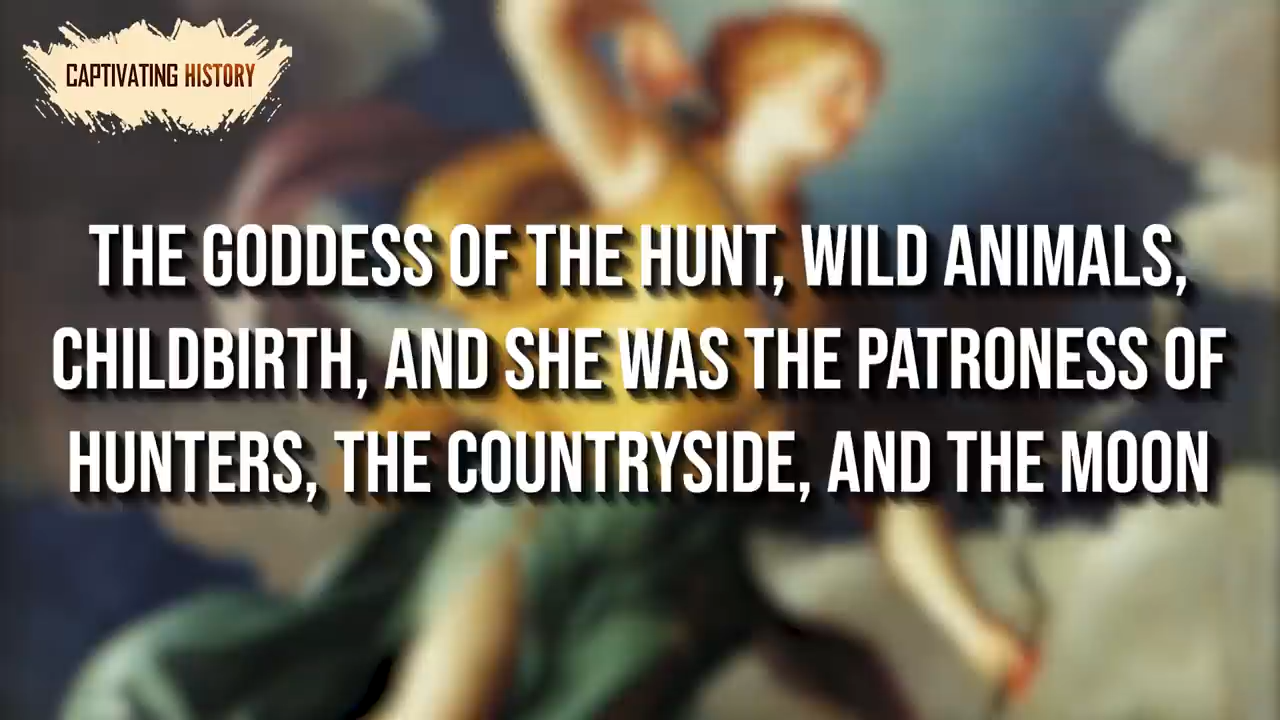 CAPTIVATING HISTORY
THE GODDESS OF THE HUNT, WILD ANIMALS,
CHILDBIRTH, AND SHE WAS THE PATRONESS OF
HUNTERS, THE COUNTRYSIDE, AND THE MOON